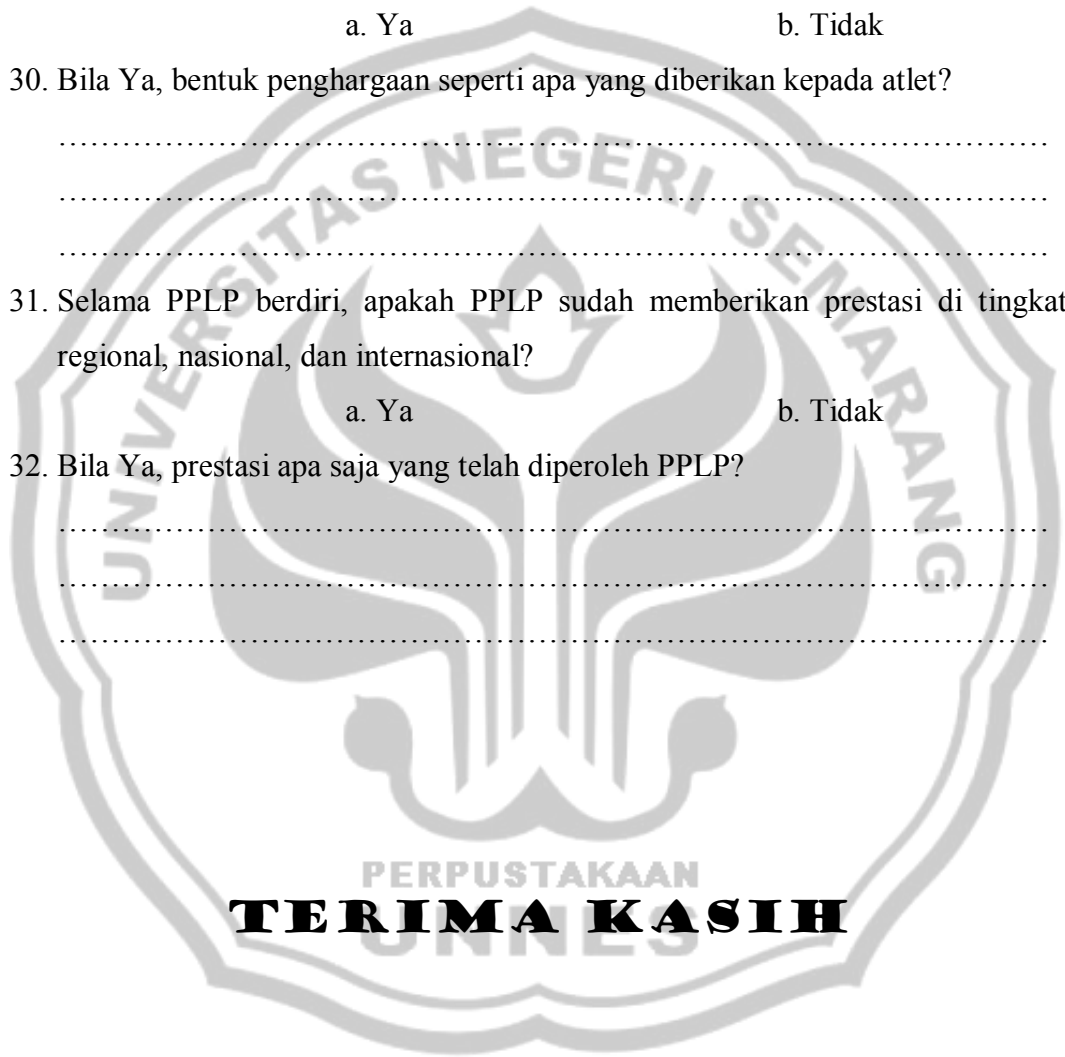 a. Ya b. Tidak
30. Bila Ya, bentuk penghargaan seperti apa yang diberikan kepada atlet?
……………………………………………………………………………………………
……………………………………………………………………………………………
……………………………………………………………………………………………
31. Selama PPLP berdiri, apakah PPLP sudah memberikan prestasi di tingkat
regional, nasional, dan internasional?
a. Ya b. Tidak
32. Bila Ya, prestasi apa saja yang telah diperoleh PPLP?
……………………………………………………………………………………………
……………………………………………………………………………………………
……………………………………………………………………………………………
UNIVERSITAS NEGERI SEMARANG
PERPUSTAKAAN
UNNES
TERIMA KASIH